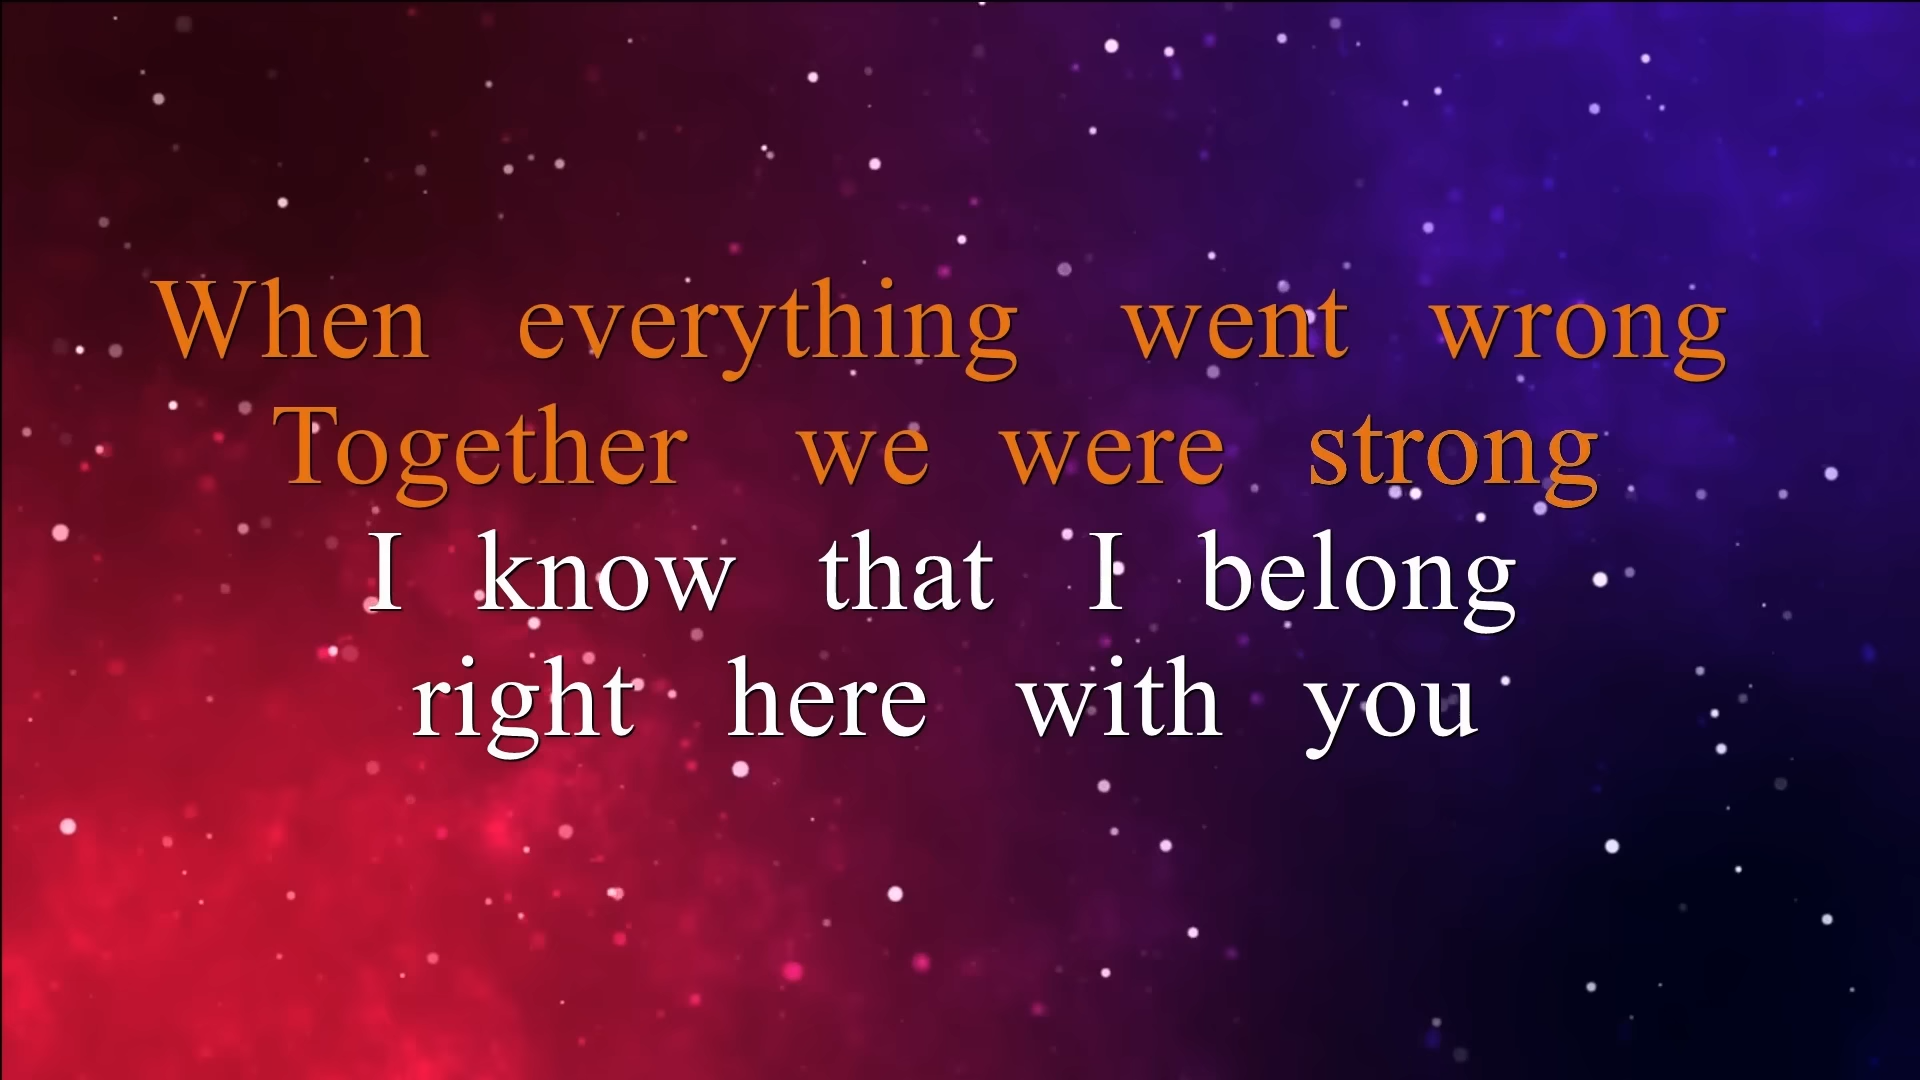 When everything went wrong
Together we were strong
I know that I belong
right here with you